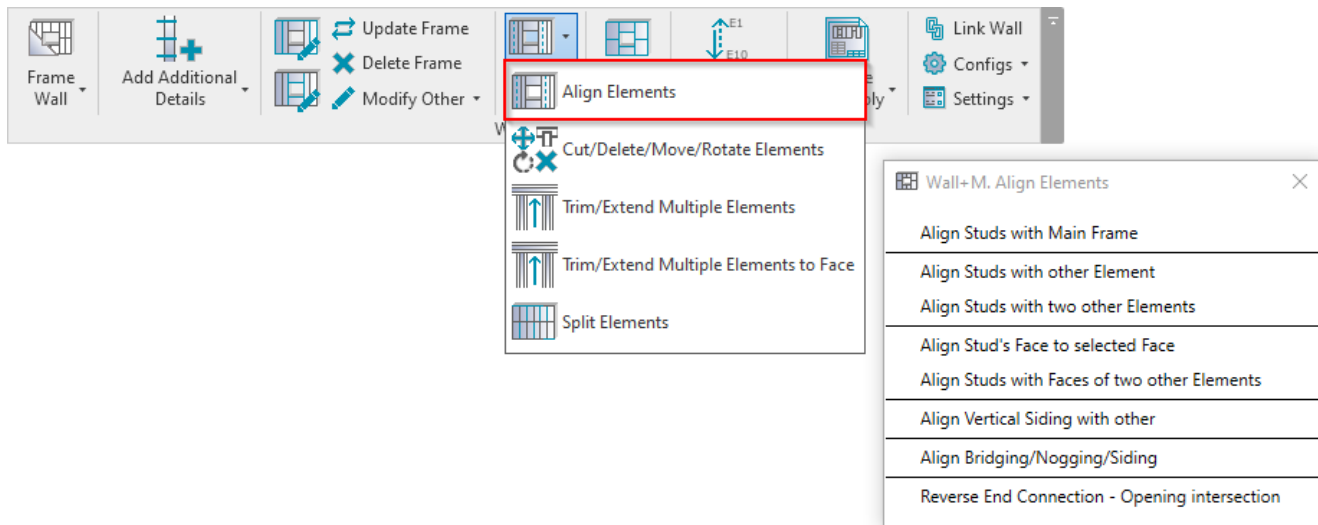 Frame
Wall
Add Additional
Details
Update Frame
Delete Frame
Modify Other
E1
E10
Link Wall
Configs
Settings
Align Elements
Cut/Delete/Move/Rotate Elements
Trim/Extend Multiple Elements
Trim/Extend Multiple Elements to Face
Split Elements
Wall+M. Align Elements
Align Studs with Main Frame
Align Studs with other Element
Align Studs with two other Elements
Align Stud's Face to selected Face
Align Studs with Faces of two other Elements
Align Vertical Siding with other
Align Bridging/Nogging/Siding
Reverse End Connection - Opening intersection